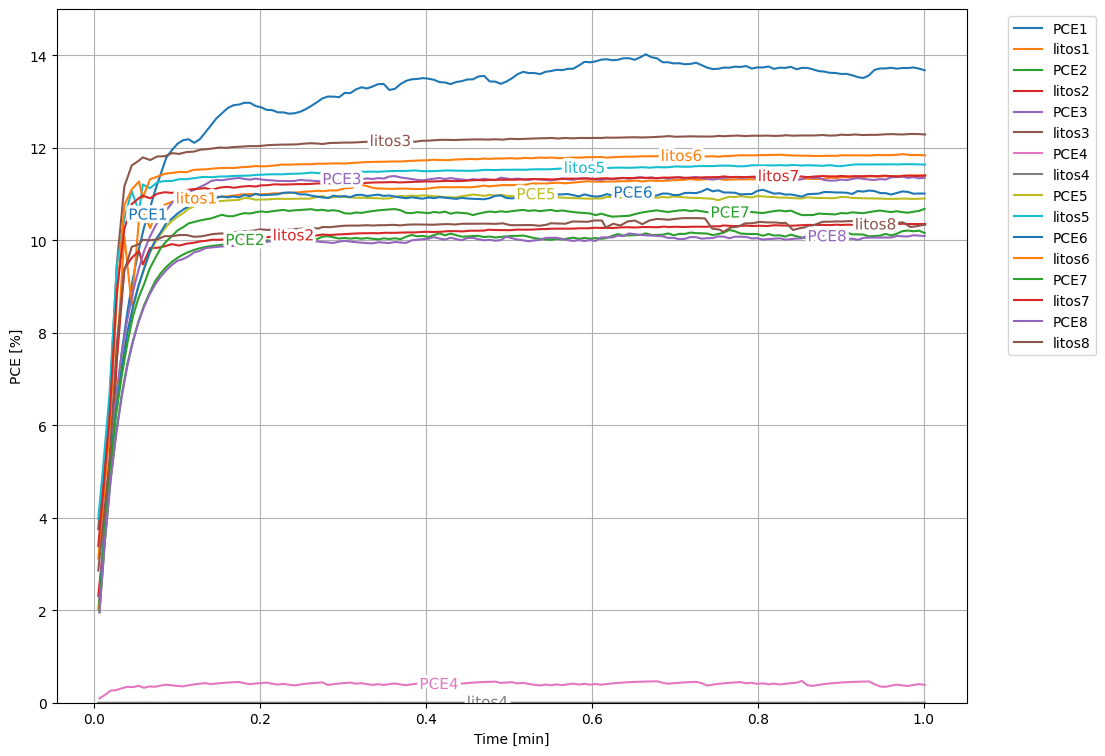 14
12
10
8
6
4
2
0
PCE [%]
0.0
0.2
0.4
0.6
0.8
1.0
Time [min]
litos3
litos6
litos5
PCE3
litos7
litos1
PCE5
PCE6
PCE1
PCE7
litos8
PCE2
litos2
PCE8
PCE4
litos4
PCE1
litos1
PCE2
litos2
PCE3
litos3
PCE4
litos4
PCE5
litos5
PCE6
litos6
PCE7
litos7
PCE8
litos8